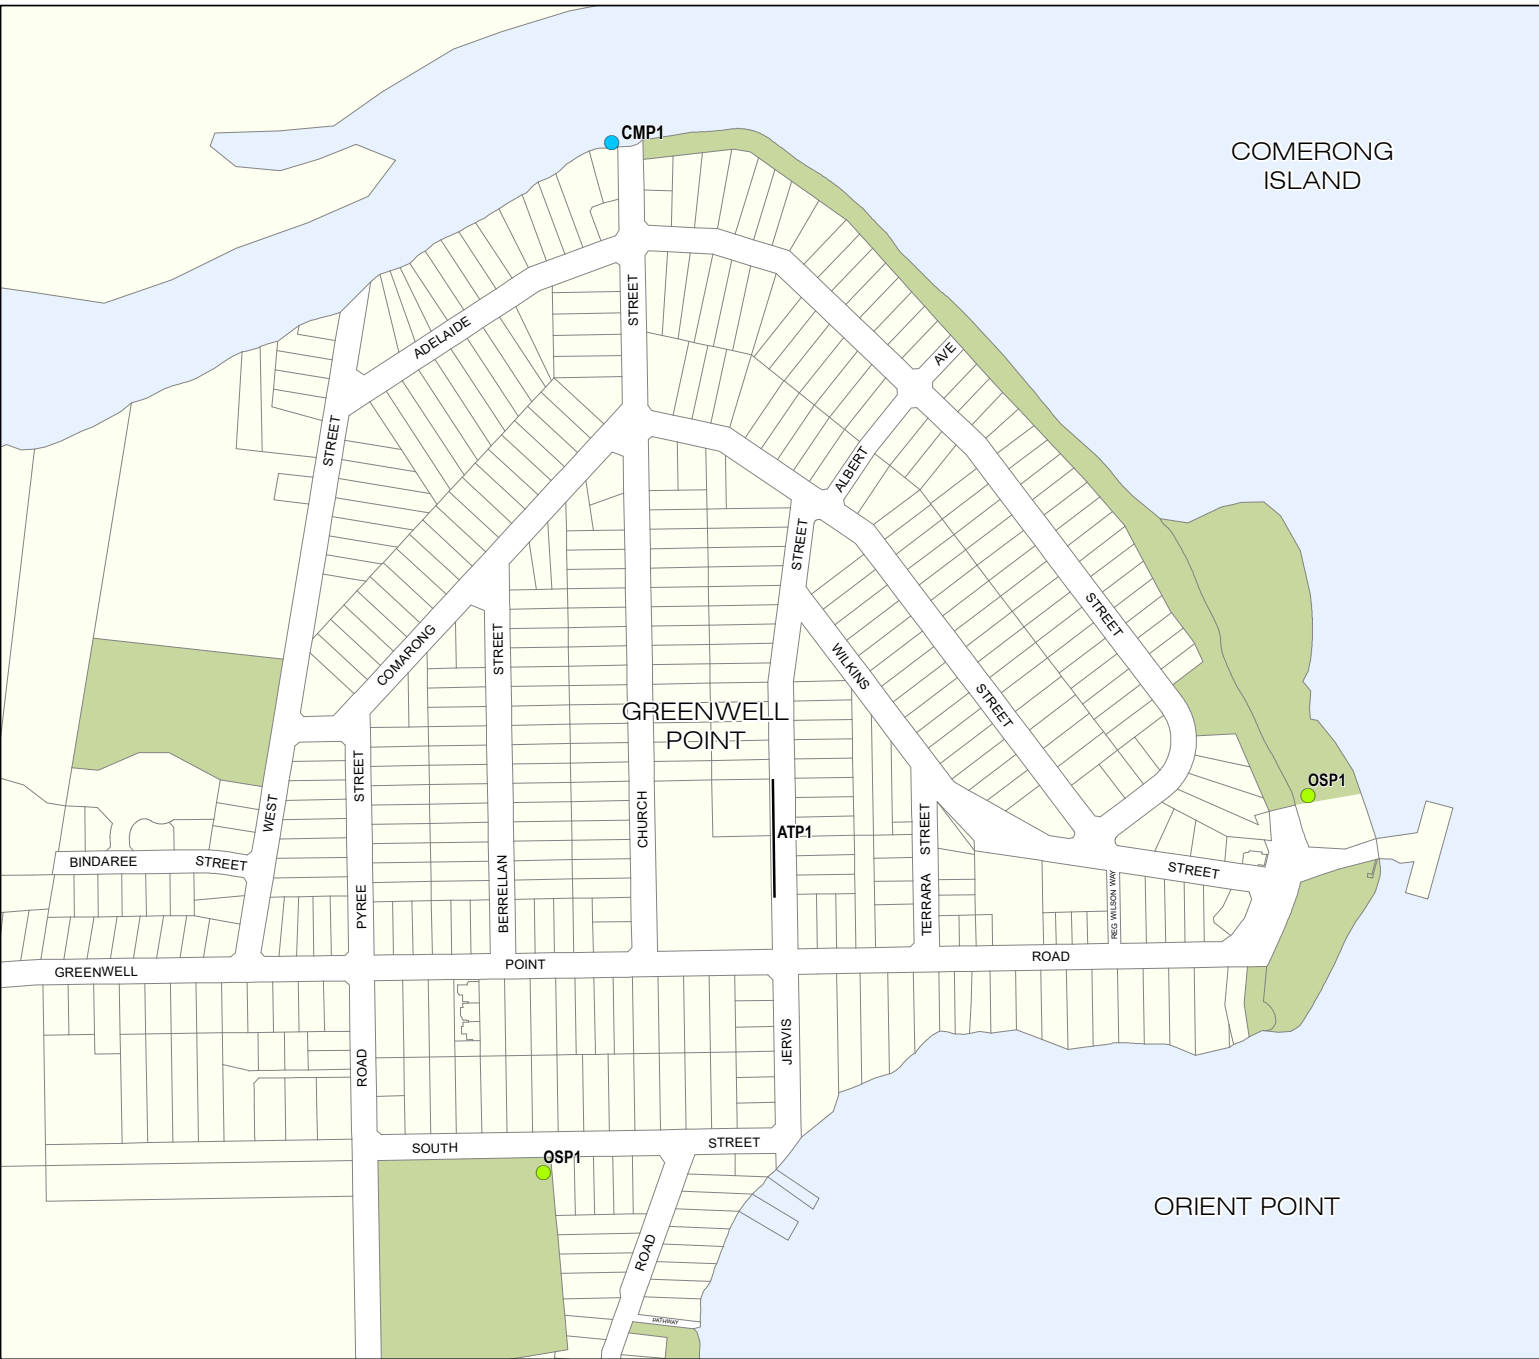 CMP1
COMERONG
ISLAND
STREET
ADELAIDE
AVE
STREET
ALBERT
STREET
STREET
COMARONG
STREET
WILKINS
STREET
GREENWELL
POINT
STREET
OSP1
WEST
CHURCH
ATP1
STREET
BINDAREE
STREET
STREET
PYREE
BERRELLAN
TERRARA
REG WILSON WAY
GREENWELL
POINT
ROAD
JERVIS
ROAD
SOUTH
STREET
OSP1
ORIENT POINT
ROAD
PATHWAY